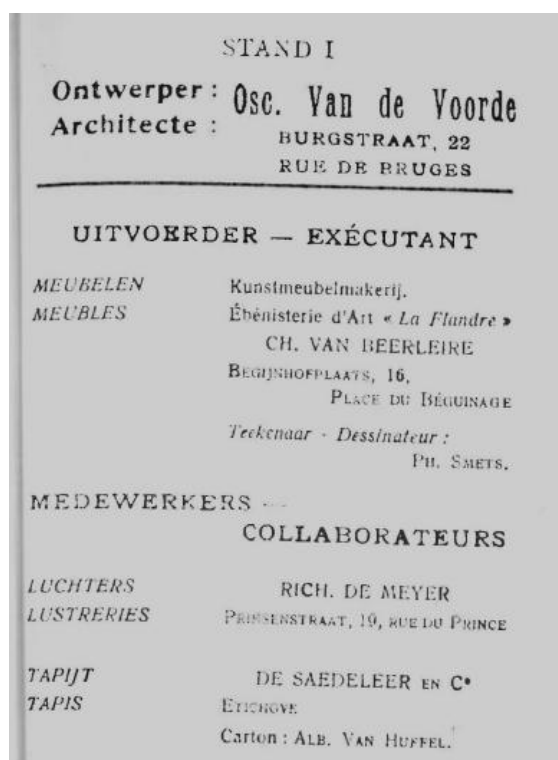 STAND I
Ontwerper : Osc. Van de Voorde
Architecte :
BURGSTRAAT, 22
RUE DE BRUGES
UITVOERDER — EXÉCUTANT
MEUBELEN Kunstmeubelmakerij.
MEUBLES Ébénisterie d'Art « La Flandre »
CH. VAN BEERLEIRE
BEGIJNHOFPLAATS, 16,
PLACE DU BÉGUINAGE
Teekenaar - Dessinateur :
PH. SMETS.
MEDEWERKERS —
COLLABORATEURS
LUCHTERS RICH. DE MEYER
LUSTRERIES PRINSENSTRAAT, 19, RUE DU PRINCE
TAPIJT DE SAEDELEER EN Cº
TAPIS ETICHOVE
Carton : ALB. VAN HUFFEL.